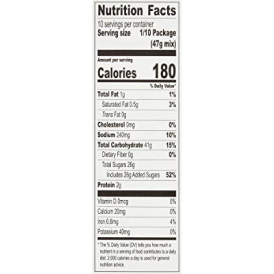 Nutrition Facts
10 servings per container
Serving size 1/10 Package
(47g mix)
Amount per serving
Calories 180
% Daily Value*
Total Fat 1g 1%
Saturated Fat 0.5g 3%
Trans Fat 0g
Cholesterol 0mg 0%
Sodium 240mg 10%
Total Carbohydrate 41g 15%
Dietary Fiber 0g 0%
Total Sugars 26g
Includes 26g Added Sugars 52%
Protein 2g
Vitamin D 0mcg 0%
Calcium 20mg 0%
Iron 0.8mg 4%
Potassium 40mg 0%
* The % Daily Value (DV) tells you how much a
nutrient in a serving of food contributes to a daily
diet. 2,000 calories a day is used for general
nutrition advice.